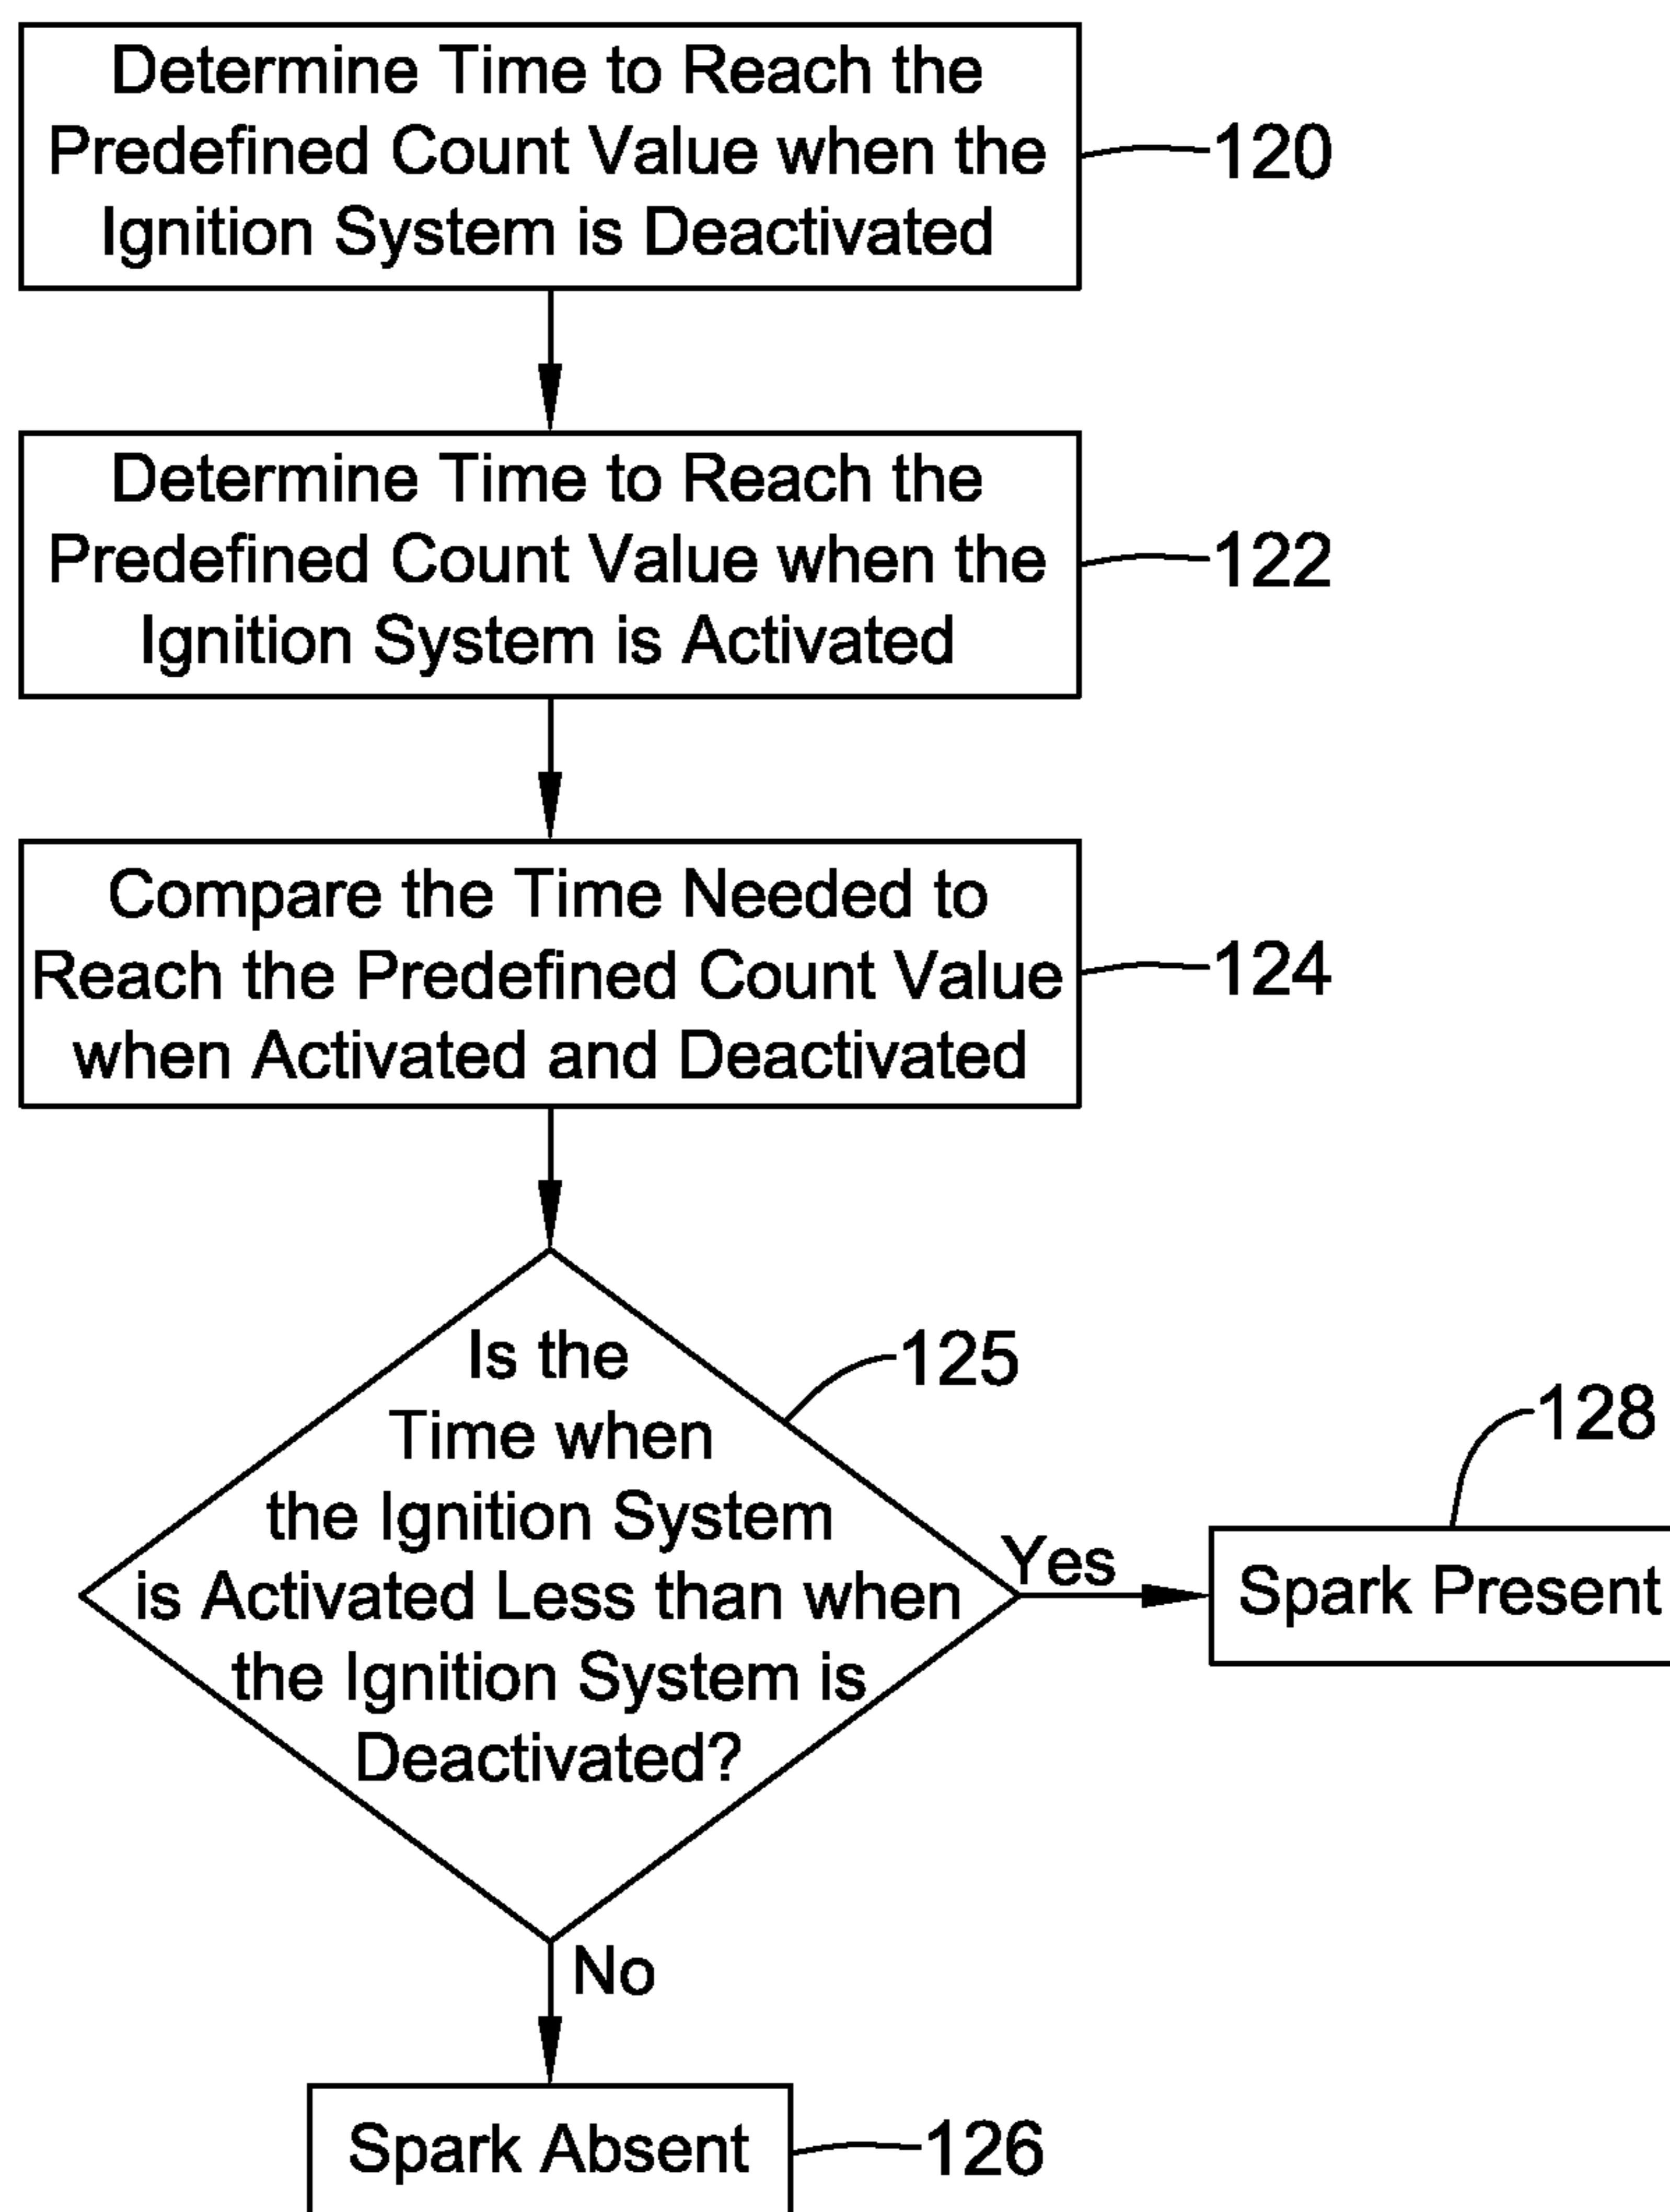 Determine Time to Reach the
Predefined Count Value when the
Ignition System is Deactivated
120
Determine Time to Reach the
Predefined Count Value when the
Ignition System is Activated
122
Compare the Time Needed to
Reach the Predefined Count Value
when Activated and Deactivated
124
Is the
Time when
the Ignition System
is Activated Less than when
the Ignition System is
Deactivated?
125
Yes
128
Spark Present
No
Spark Absent
126